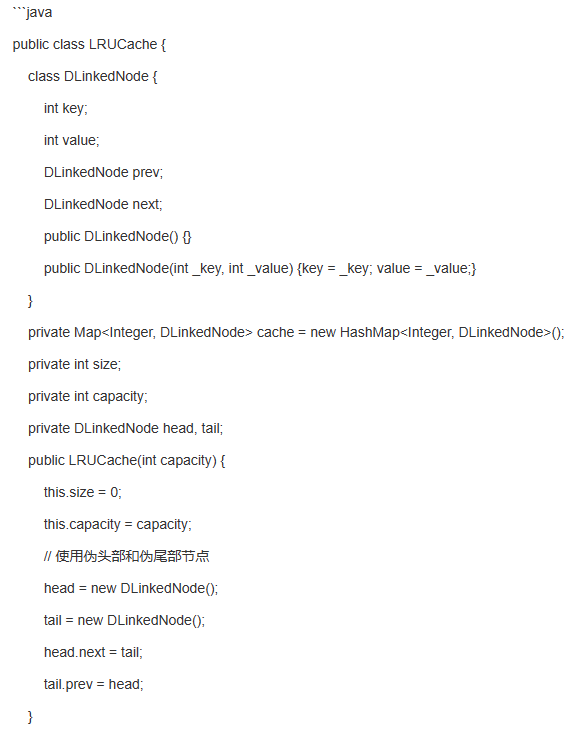 ```java
public class LRUCache {
class DLinkedNode {
int key;
int value;
DLinkedNode prev;
DLinkedNode next;
public DLinkedNode() {}
public DLinkedNode(int _key, int _value) {key = _key; value = _value;}
}
private Map<Integer, DLinkedNode> cache = new HashMap<Integer, DLinkedNode>();
private int size;
private int capacity;
private DLinkedNode head, tail;
public LRUCache(int capacity) {
this.size = 0;
this.capacity = capacity;
// 使用伪头部和伪尾部节点
head = new DLinkedNode();
tail = new DLinkedNode();
head.next = tail;
tail.prev = head;
}